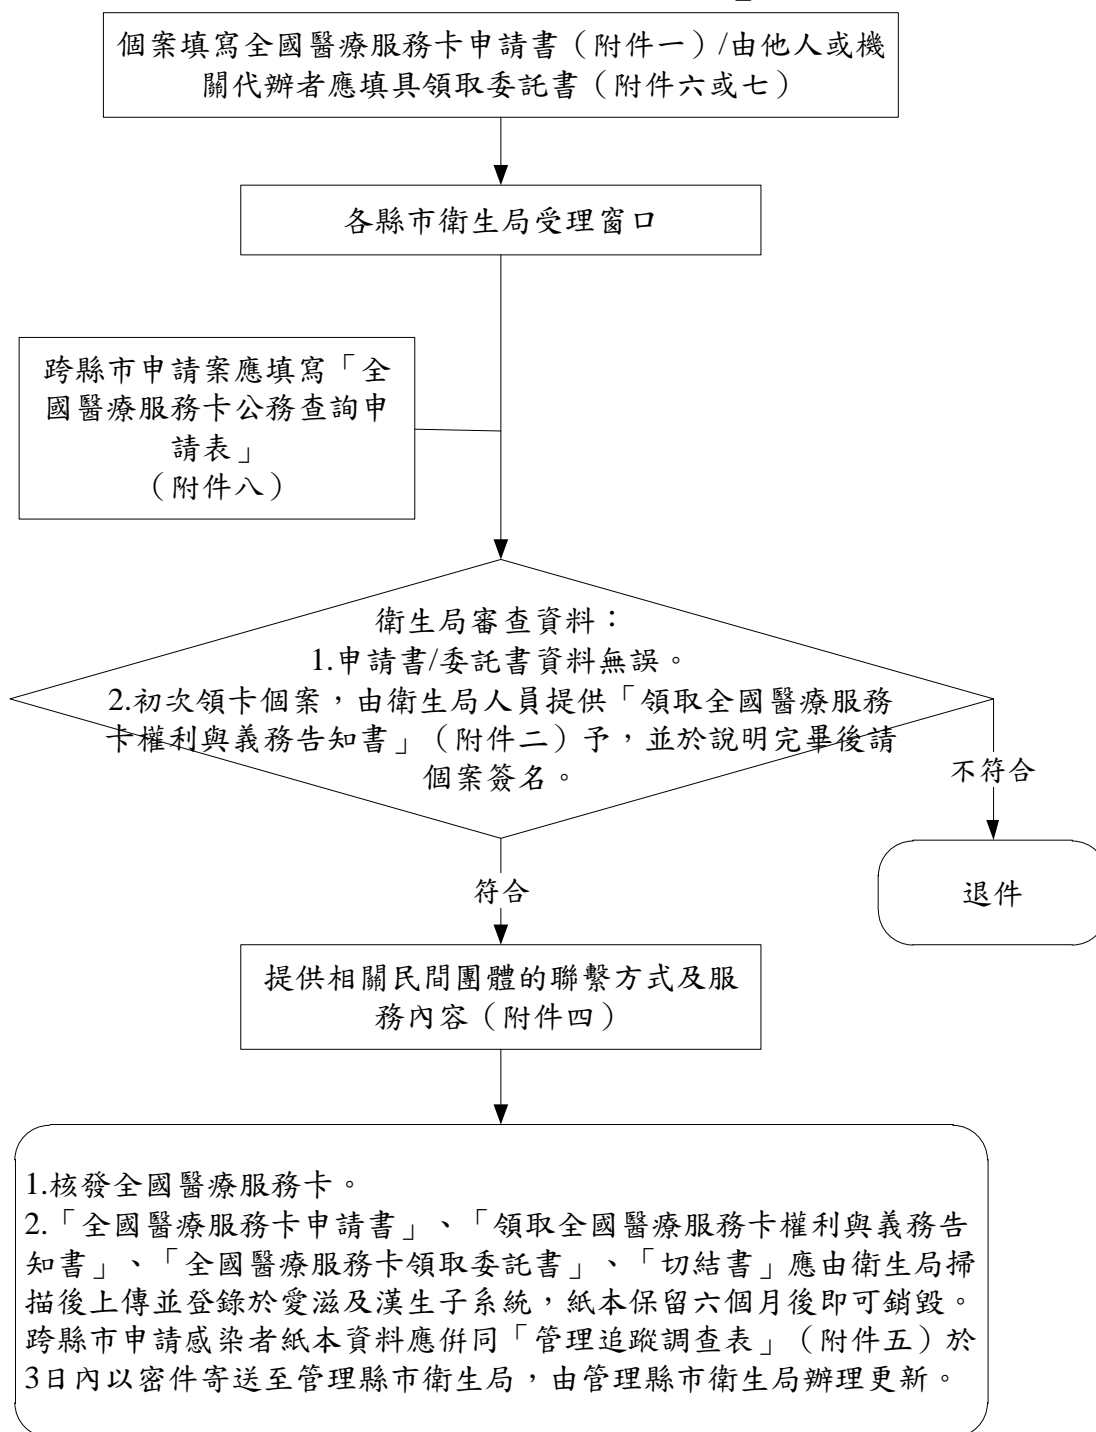 個案填寫全國醫療服務卡申請書（附件一）/由他人或機
關代辦者應填具領取委託書（附件六或七）
各縣市衛生局受理窗口
跨縣市申請案應填寫「全
國醫療服務卡公務查詢申
請表」
（附件八）
衛生局審查資料：
1.申請書/委託書資料無誤。
2.初次領卡個案，由衛生局人員提供「領取全國醫療服務
卡權利與義務告知書」（附件二）予，並於說明完畢後請
個案簽名。
不符合
退件
符合
提供相關民間團體的聯繫方式及服
務內容（附件四）
1.核發全國醫療服務卡。
2.「全國醫療服務卡申請書」、「領取全國醫療服務卡權利與義務告
知書」、「全國醫療服務卡領取委託書」、「切結書」應由衛生局掃
描後上傳並登錄於愛滋及漢生子系統，紙本保留六個月後即可銷毀。
跨縣市申請感染者紙本資料應併同「管理追蹤調查表」（附件五）於
3日內以密件寄送至管理縣市衛生局，由管理縣市衛生局辦理更新。